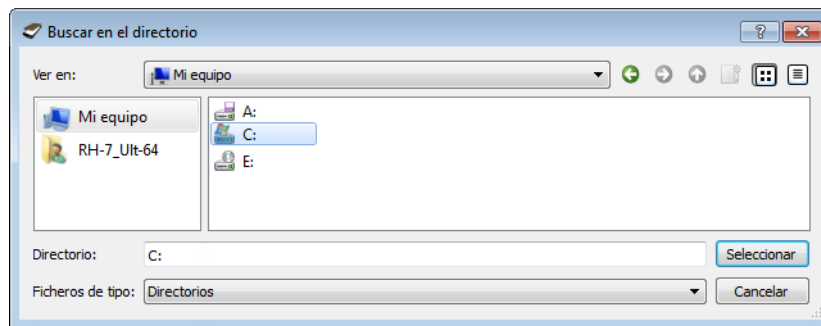 Buscar en el directorio
Ver en: Mi equipo
Mi equipo
RH-7_Ult-64
A:
C:
E:
Directorio: C: Seleccionar
Ficheros de tipo: Directorios Cancelar